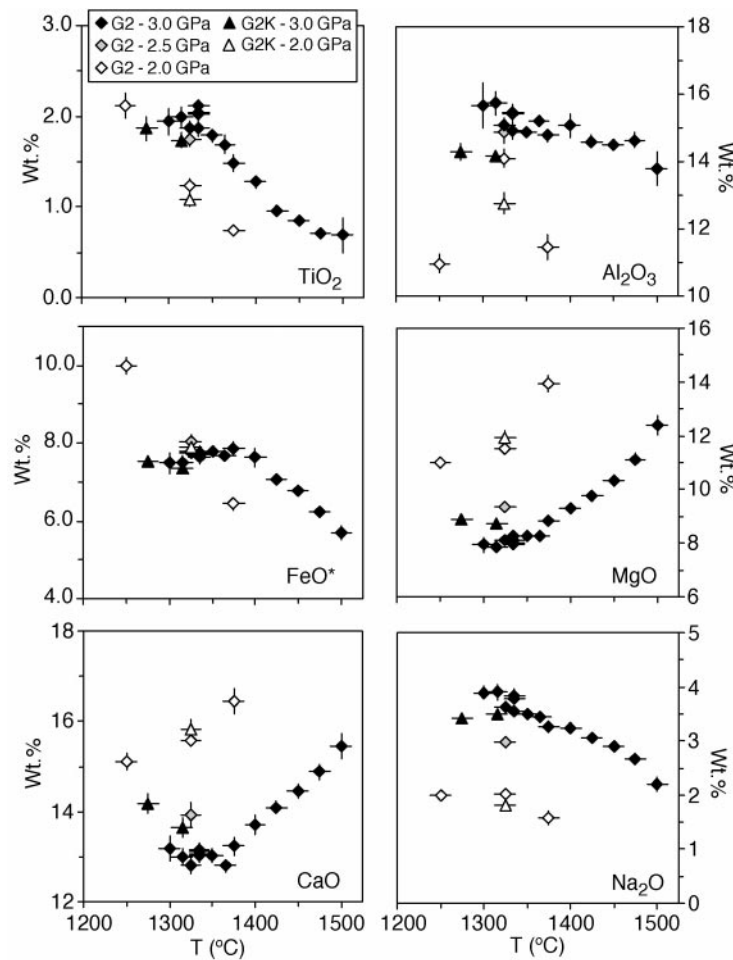 G2 - 3.0 GPa G2K - 3.0 GPa
G2 - 2.5 GPa G2K - 2.0 GPa
G2 - 2.0 GPa
3.0
2.0
1.0
0.0
Wt.%
TiO₂
18
16
14
12
10
Wt.%
Al₂O₃
10.0
8.0
6.0
4.0
Wt.%
FeO*
16
14
12
10
8
6
Wt.%
MgO
18
16
14
12
Wt.%
CaO
1200 1300 1400 1500
T (ºC)
5
4
3
2
1
0
Wt.%
Na₂O
1200 1300 1400 1500
T (ºC)